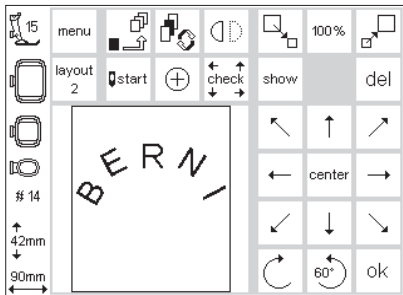 15 menu 100%
layout 2 start check show del
BERNI
center
# 14
42mm
90mm 60° ok